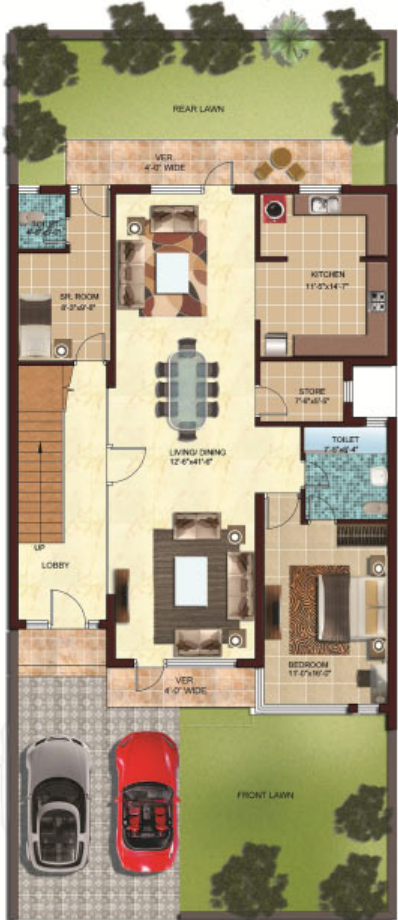 REAR LAWN
VER.
4'-0" WIDE
TOILET
SR. ROOM
KITCHEN
11'-5"x14'-7"
STORE
TOILET
LIVING/ DINING
12'-6"x41'-6"
UP
LOBBY
BEDROOM
11'-0"x16'-0"
VER.
4'-0" WIDE
FRONT LAWN